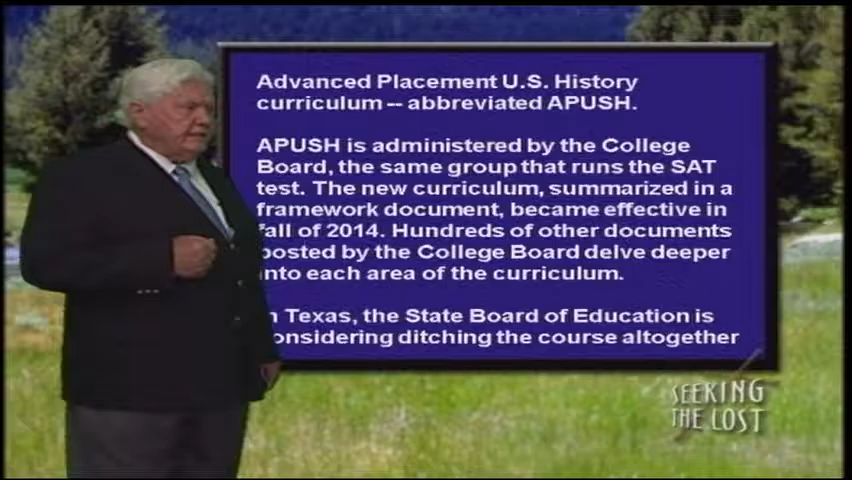 Advanced Placement U.S. History
curriculum -- abbreviated APUSH.
APUSH is administered by the College
Board, the same group that runs the SAT
test. The new curriculum, summarized in a
framework document, became effective in
fall of 2014. Hundreds of other documents
posted by the College Board delve deeper
into each area of the curriculum.
n Texas, the State Board of Education is
onsidering ditching the course altogether
SEEKING
THE LOST